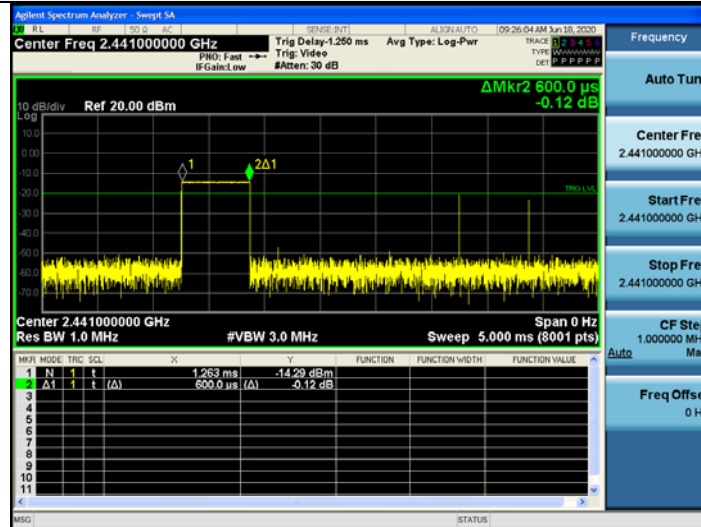 Agilent Spectrum Analyzer - Swept SA
RL RF 50 Ω AC SENSE:INT ALIGNAUTO 09:26:04 AM Jun 18, 2020
Center Freq 2.441000000 GHz
PNO: Fast
IFGain:Low
Trig Delay-1.250 ms
Trig: Video
#Atten: 30 dB
Avg Type: Log-Pwr
TRACE 1 2 3 4 5 6
TYPE W
DET P P P P P P
ΔMkr2 600.0 µs
-0.12 dB
10 dB/div Ref 20.00 dBm
Log
10.0
0.00
-10.0
-20.0
-30.0
-40.0
-50.0
-60.0
-70.0
1
2Δ1
TRIG LVL
Center 2.441000000 GHz Span 0 Hz
Res BW 1.0 MHz #VBW 3.0 MHz Sweep 5.000 ms (8001 pts)
MKR MODE TRC SCL X Y FUNCTION FUNCTION WIDTH FUNCTION VALUE
1 N 1 t 1.263 ms -14.29 dBm
2 Δ1 1 t (Δ) 600.0 µs (Δ) -0.12 dB
3
4
5
6
7
8
9
10
11
MSG STATUS
Frequency
Auto Tun
Center Fre
2.441000000 GH
Start Fre
2.441000000 GH
Stop Fre
2.441000000 GH
CF Ste
1.000000 MH
Auto Ma
Freq Offse
0 H